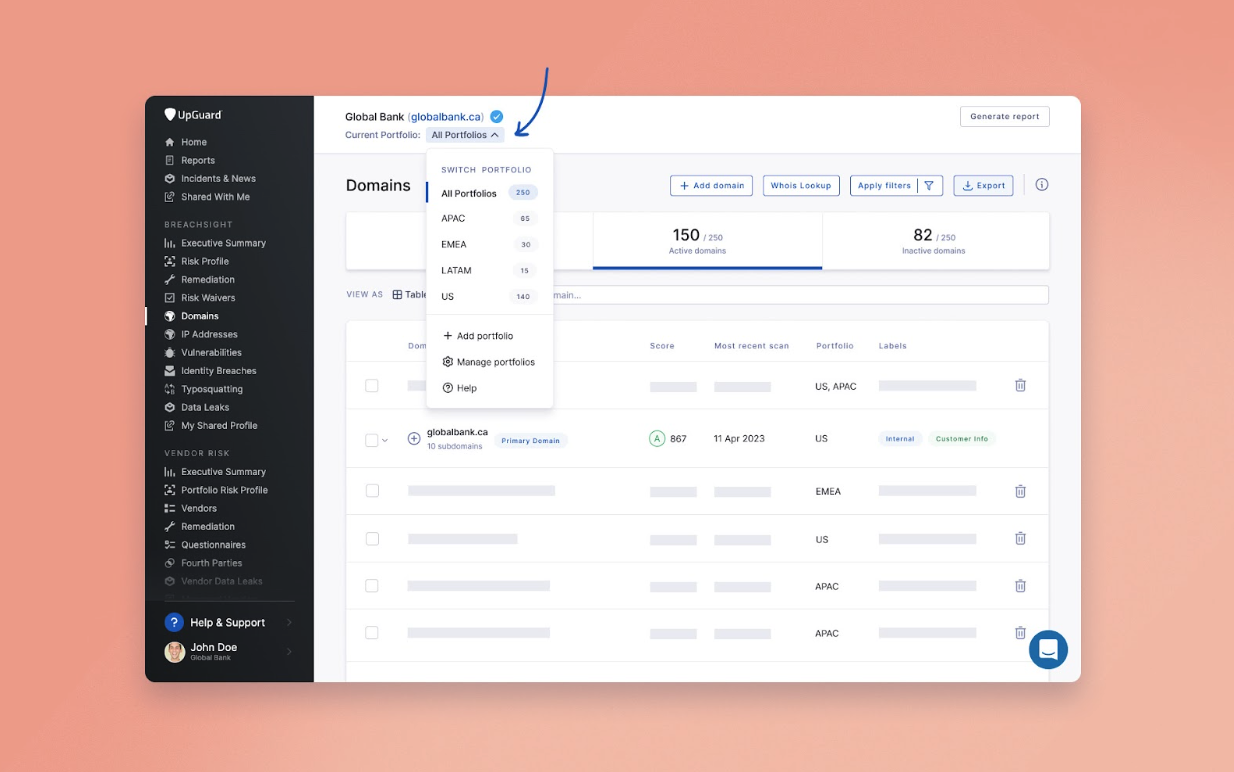 UpGuard
Home
Reports
Incidents & News
Shared With Me
BREACHSIGHT
Executive Summary
Risk Profile
Remediation
Risk Waivers
Domains
IP Addresses
Vulnerabilities
Identity Breaches
Typosquatting
Data Leaks
My Shared Profile
VENDOR RISK
Executive Summary
Portfolio Risk Profile
Vendors
Remediation
Questionnaires
Fourth Parties
Vendor Data Leaks
? Help & Support
John Doe
Global Bank
Global Bank (globalbank.ca)
Generate report
Current Portfolio: All Portfolios
SWITCH PORTFOLIO
All Portfolios 250
APAC 65
EMEA 30
LATAM 15
US 140
Add portfolio
Manage portfolios
Help
Domains
Add domain Whois Lookup Apply filters Export
150 / 250
Active domains
82 / 250
Inactive domains
VIEW AS Table main...
Dom Score Most recent scan Portfolio Labels
US, APAC
globalbank.ca
10 subdomains
Primary Domain A 867 11 Apr 2023 US Internal Customer Info
EMEA
US
APAC
APAC